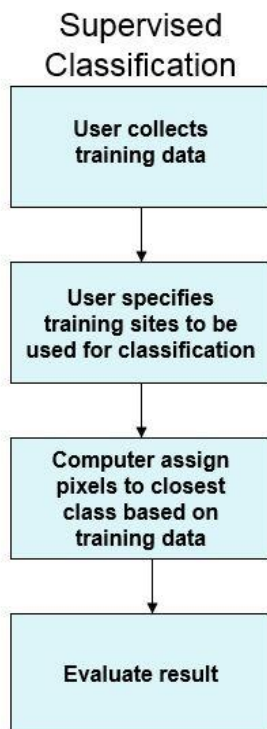 Supervised
Classification
User collects
training data
User specifies
training sites to be
used for classification
Computer assign
pixels to closest
class based on
training data
Evaluate result